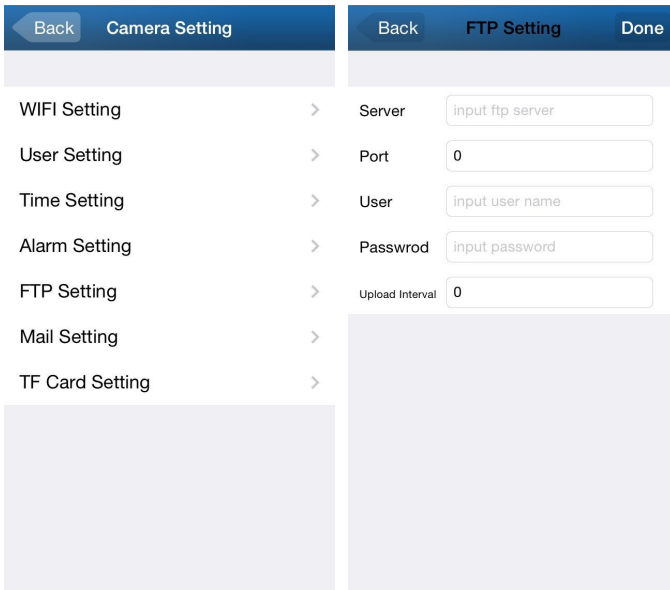 Back Camera Setting
WIFI Setting
User Setting
Time Setting
Alarm Setting
FTP Setting
Mail Setting
TF Card Setting
Back FTP Setting Done
Server input ftp server
Port 0
User input user name
Passwrod input password
Upload Interval 0